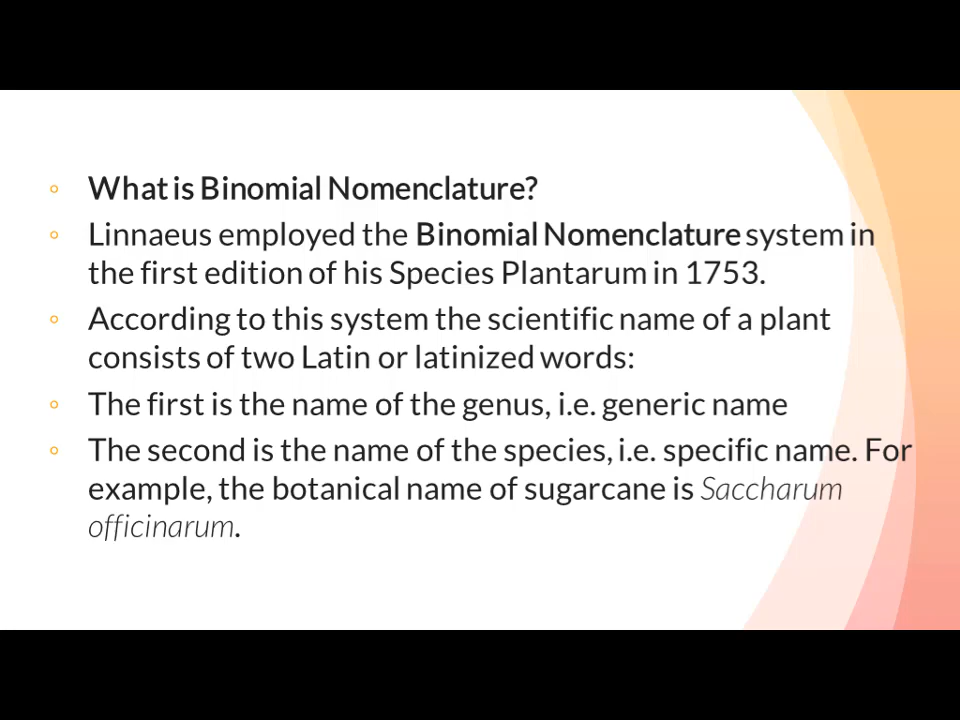 What is Binomial Nomenclature?
Linnaeus employed the Binomial Nomenclature system in
the first edition of his Species Plantarum in 1753.
According to this system the scientific name of a plant
consists of two Latin or latinized words:
The first is the name of the genus, i.e. generic name
The second is the name of the species, i.e. specific name. For
example, the botanical name of sugarcane is Saccharum
officinarum.